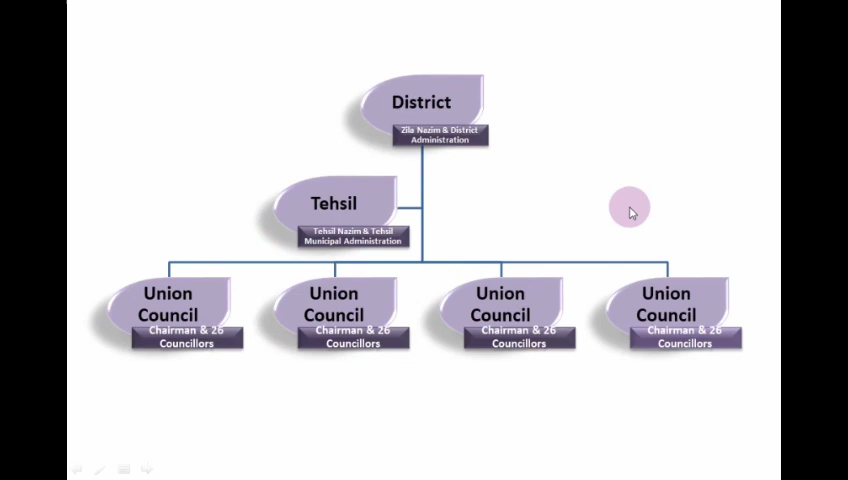 District
Zila Nazim & District
Administration
Tehsil
Tehsil Nazim & Tehsil
Municipal Administration
Union
Council
Chairman & 26
Councillors
Union
Council
Chairman & 26
Councillors
Union
Council
Chairman & 26
Councillors
Union
Council
Chairman & 26
Councillors